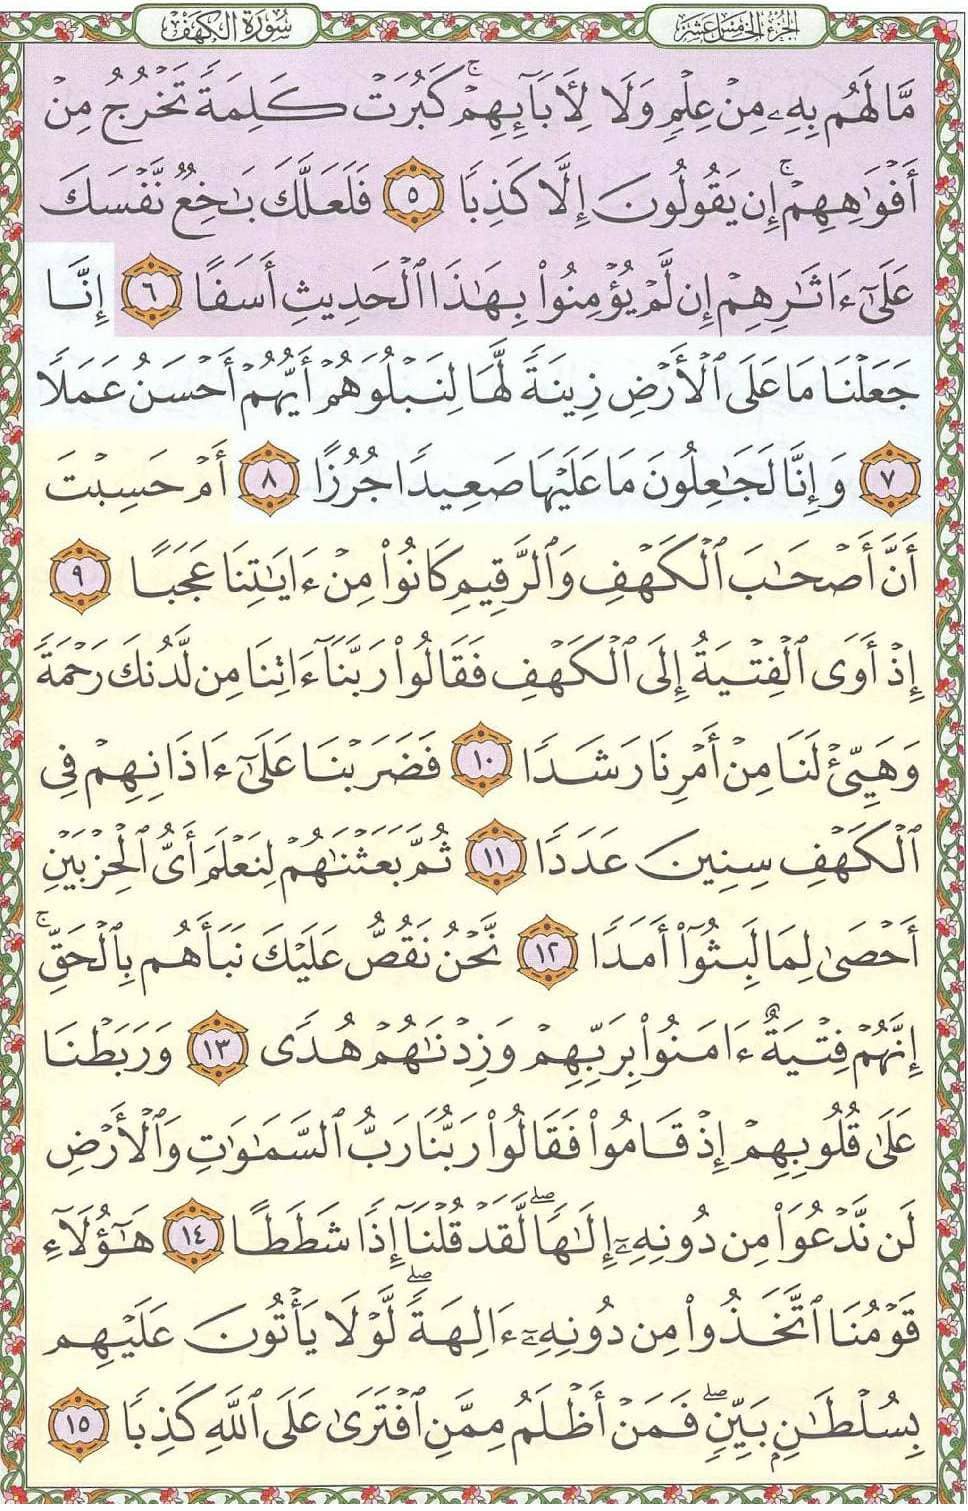 الجزء الخامس عشر
سورة الكهف
مَّا لَهُم بِهِۦ مِنْ عِلْمٍ وَلَا لِأَبَآئِهِمْ ۚ كَبُرَتْ كَلِمَةً تَخْرُجُ مِنْ
أَفْوَٰهِهِمْ ۚ إِن يَقُولُونَ إِلَّا كَذِبًا ٥ فَلَعَلَّكَ بَٰخِعٌ نَّفْسَكَ
عَلَىٰٓ ءَاثَٰرِهِمْ إِن لَّمْ يُؤْمِنُوا۟ بِهَٰذَا ٱلْحَدِيثِ أَسَفًا ٦ إِنَّا
جَعَلْنَا مَا عَلَى ٱلْأَرْضِ زِينَةً لَّهَا لِنَبْلُوَهُمْ أَيُّهُمْ أَحْسَنُ عَمَلًا
٧ وَإِنَّا لَجَٰعِلُونَ مَا عَلَيْهَا صَعِيدًا جُرُزًا ٨ أَمْ حَسِبْتَ
أَنَّ أَصْحَٰبَ ٱلْكَهْفِ وَٱلرَّقِيمِ كَانُوا۟ مِنْ ءَايَٰتِنَا عَجَبًا ٩
إِذْ أَوَى ٱلْفِتْيَةُ إِلَى ٱلْكَهْفِ فَقَالُوا۟ رَبَّنَآ ءَاتِنَا مِن لَّدُنكَ رَحْمَةً
وَهَيِّئْ لَنَا مِنْ أَمْرِنَا رَشَدًا ١٠ فَضَرَبْنَا عَلَىٰٓ ءَاذَانِهِمْ فِى
ٱلْكَهْفِ سِنِينَ عَدَدًا ١١ ثُمَّ بَعَثْنَٰهُمْ لِنَعْلَمَ أَىُّ ٱلْحِزْبَيْنِ
أَحْصَىٰ لِمَا لَبِثُوٓا۟ أَمَدًا ١٢ نَّحْنُ نَقُصُّ عَلَيْكَ نَبَأَهُم بِٱلْحَقِّ ۚ
إِنَّهُمْ فِتْيَةٌ ءَامَنُوا۟ بِرَبِّهِمْ وَزِدْنَٰهُمْ هُدًى ١٣ وَرَبَطْنَا
عَلَىٰ قُلُوبِهِمْ إِذْ قَامُوا۟ فَقَالُوا۟ رَبُّنَا رَبُّ ٱلسَّمَٰوَٰتِ وَٱلْأَرْضِ
لَن نَّدْعُوَا۟ مِن دُونِهِۦٓ إِلَٰهًا ۖ لَّقَدْ قُلْنَآ إِذًا شَطَطًا ١٤ هَٰٓؤُلَآءِ
قَوْمُنَا ٱتَّخَذُوا۟ مِن دُونِهِۦٓ ءَالِهَةً ۖ لَّوْلَا يَأْتُونَ عَلَيْهِم
بِسُلْطَٰنٍۭ بَيِّنٍ ۖ فَمَنْ أَظْلَمُ مِمَّنِ ٱفْتَرَىٰ عَلَى ٱللَّهِ كَذِبًا ١٥